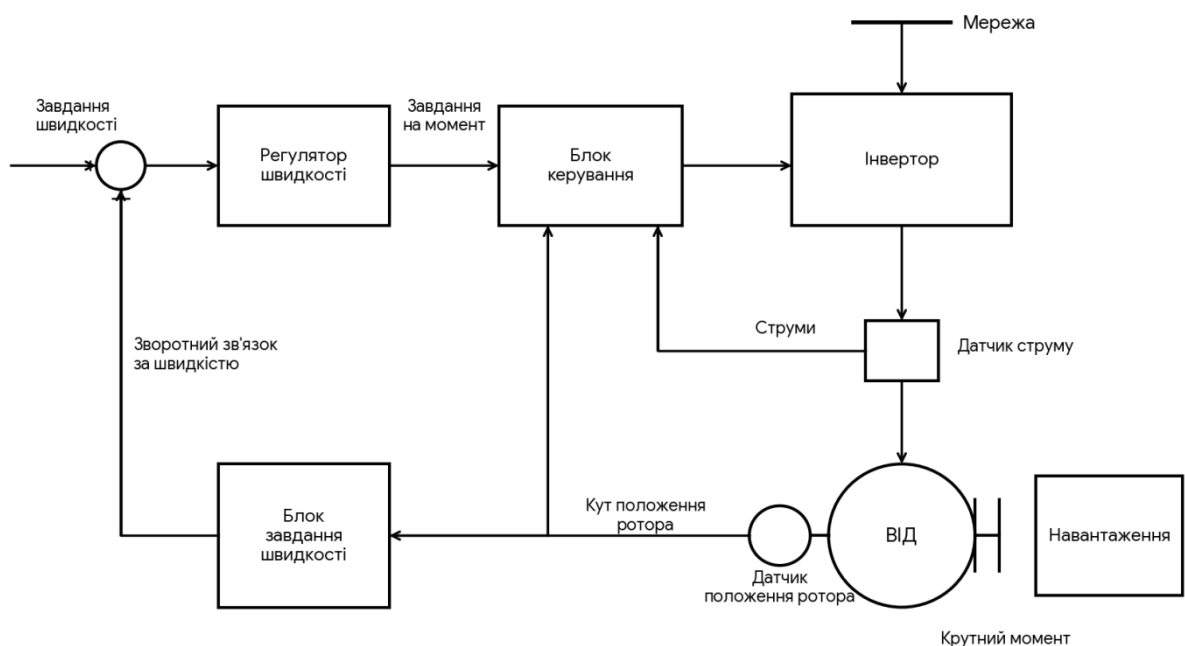 Мережа
Завдання
швидкості
Регулятор
швидкості
Завдання
на момент
Блок
керування
Інвертор
Зворотний зв'язок
за швидкістю
Струми
Датчик струму
Блок
завдання
швидкості
Кут положення
ротора
Датчик
положення ротора
ВІД
Навантаження
Крутний момент